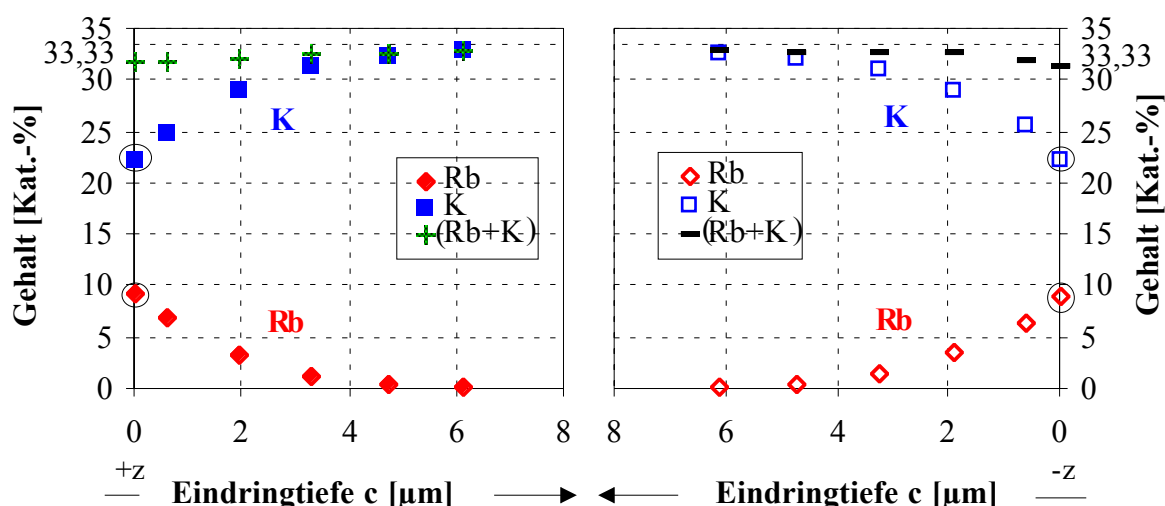 Gehalt [Kat.-%]
35
33,33
30
25
20
15
10
5
0
K
Rb
Rb
K
(Rb+K)
0 2 4 6 8
+z
Eindringtiefe c [µm]
K
Rb
Rb
K
(Rb+K)
8 6 4 2 0
-z
Eindringtiefe c [µm]
35
33,33
30
25
20
15
10
5
0
Gehalt [Kat.-%]